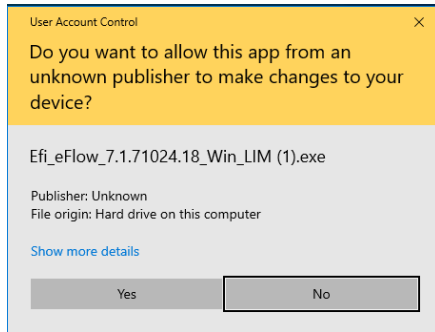 User Account Control
Do you want to allow this app from an
unknown publisher to make changes to your
device?
Efi_eFlow_7.1.71024.18_Win_LIM (1).exe
Publisher: Unknown
File origin: Hard drive on this computer
Show more details
Yes
No